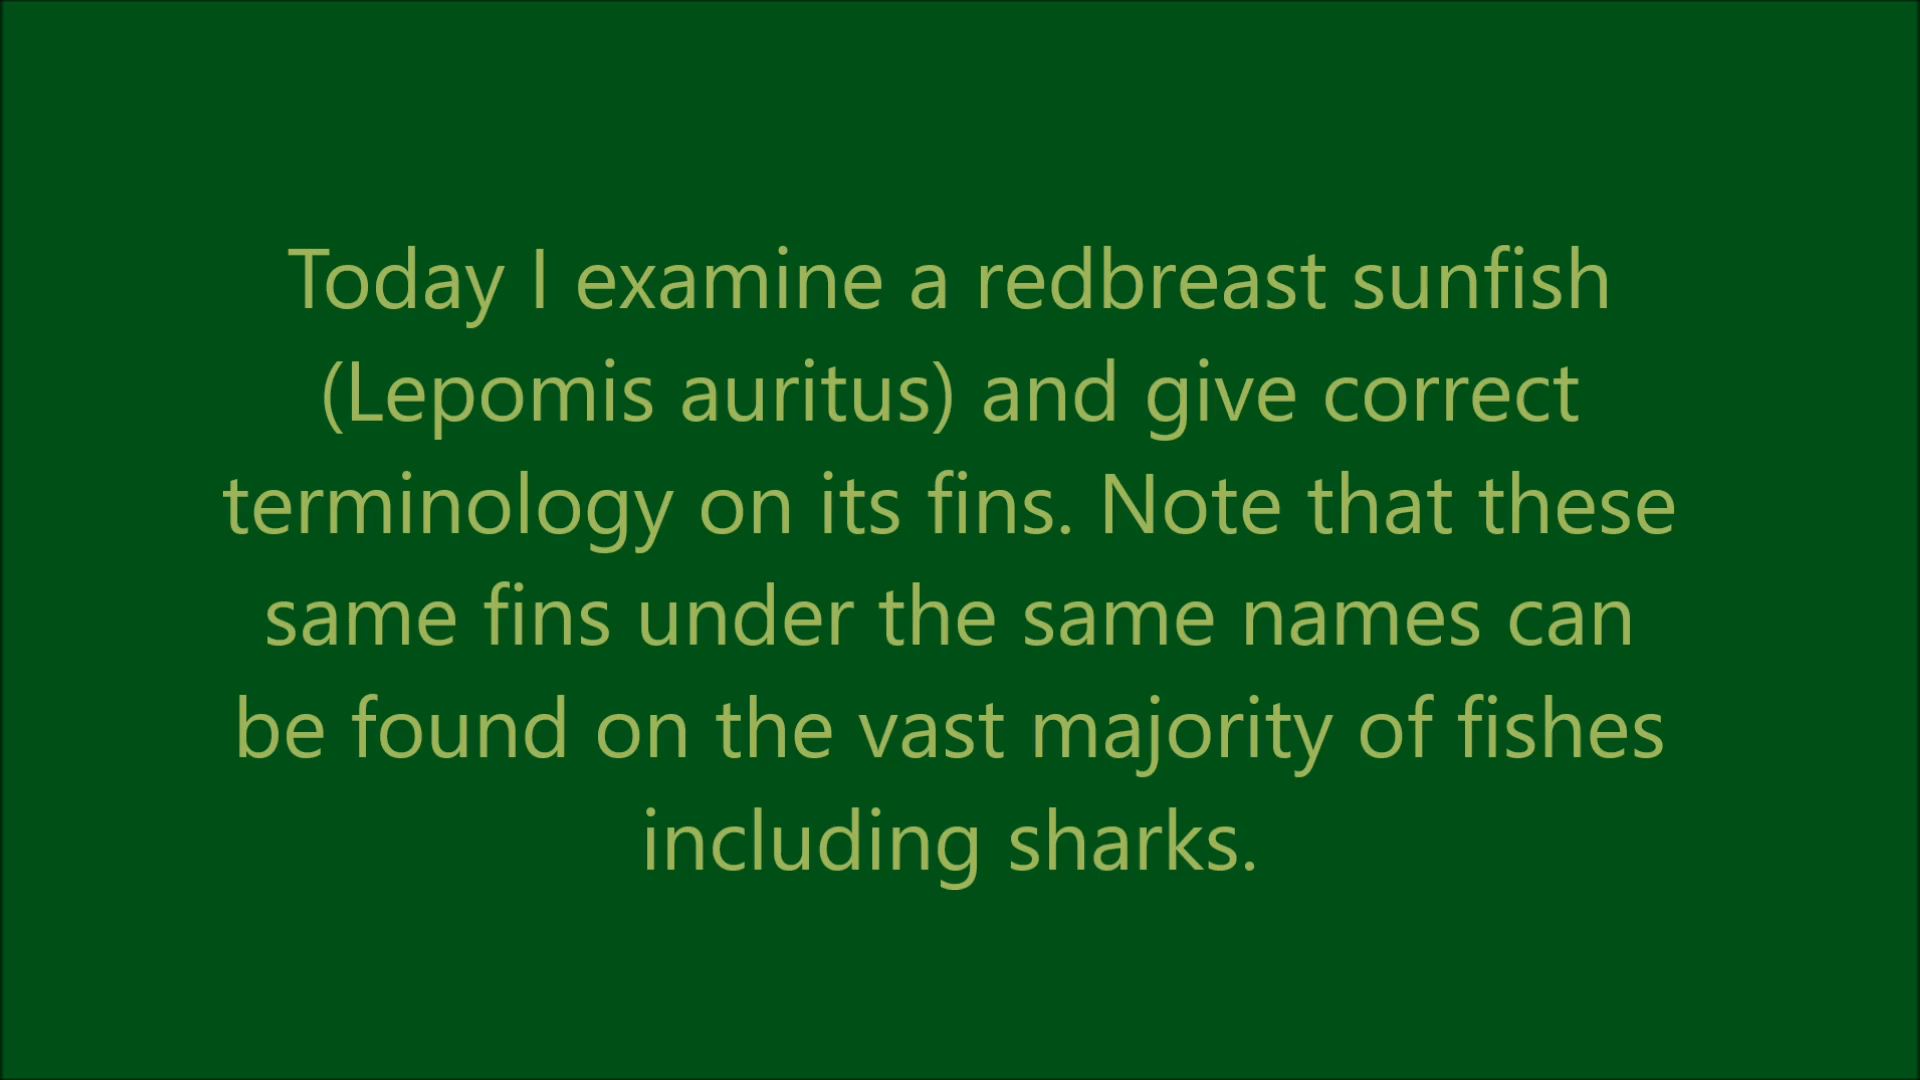 Today I examine a redbreast sunfish
(Lepomis auritus) and give correct
terminology on its fins. Note that these
same fins under the same names can
be found on the vast majority of fishes
including sharks.